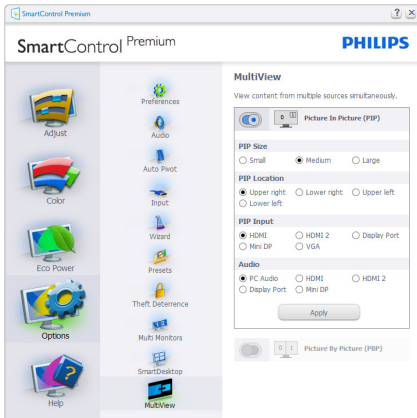 SmartControl Premium
? ×
SmartControl Premium
PHILIPS
Adjust
Color
Eco Power
Options
Help
Preferences
Audio
Auto Pivot
Input
Wizard
Presets
Theft Deterrence
Multi Monitors
SmartDesktop
MultiView
MultiView
View content from multiple sources simultaneously.
Picture In Picture (PIP)
PIP Size
Small Medium Large
PIP Location
Upper right Lower right Upper left
Lower left
PIP Input
HDMI HDMI 2 Display Port
Mini DP VGA
Audio
PC Audio HDMI HDMI 2
Display Port Mini DP
Apply
0 1 Picture By Picture (PBP)